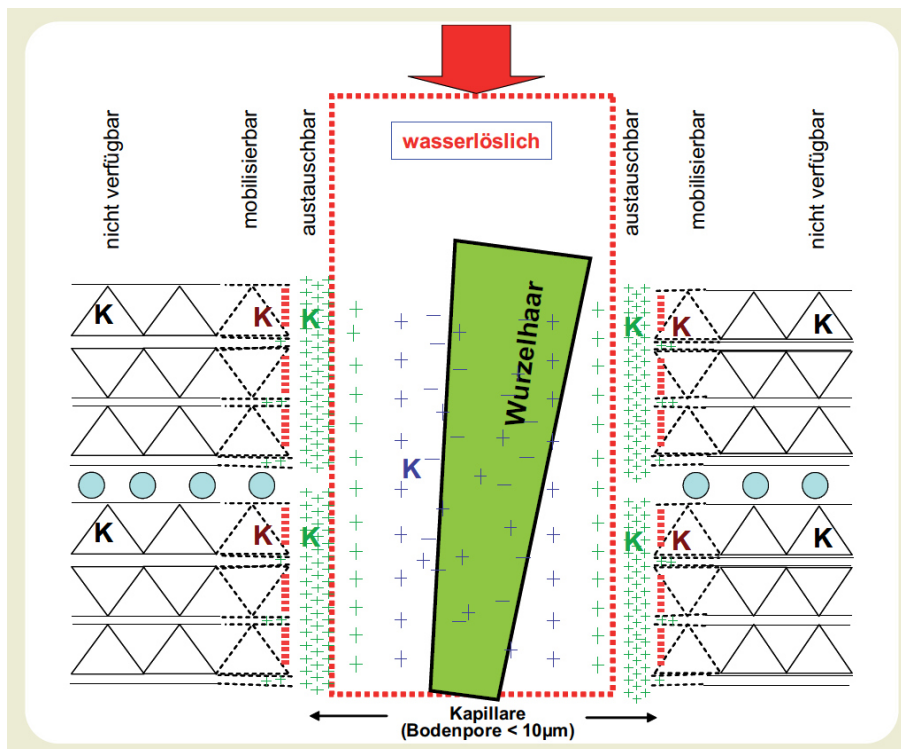 nicht verfügbar
mobilisierbar
austauschbar
wasserlöslich
austauschbar
mobilisierbar
nicht verfügbar
Wurzelhaar
K K K K K K
K
K K K K K K
Kapillare
(Bodenpore < 10µm)